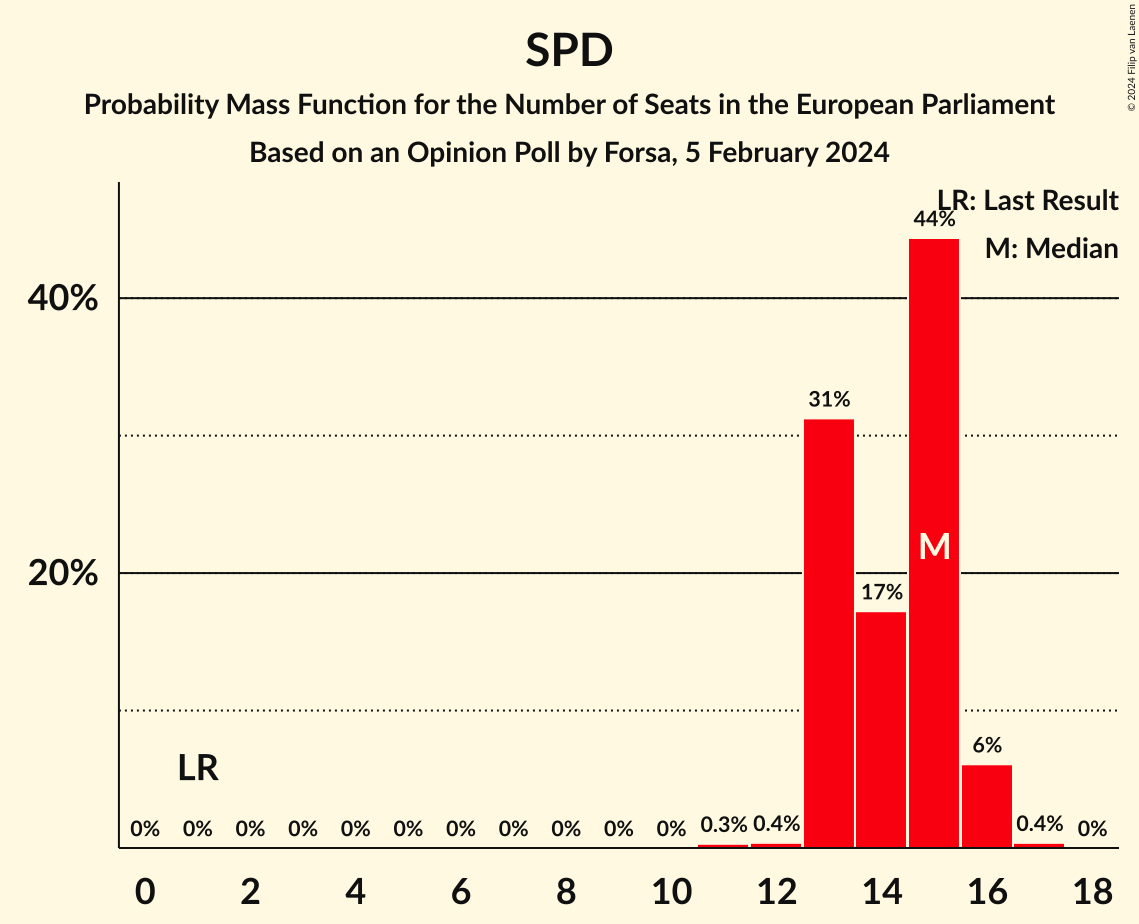 SPD
Probability Mass Function for the Number of Seats in the European Parliament
Based on an Opinion Poll by Forsa, 5 February 2024
© 2024 Filip van Laenen
LR: Last Result
M: Median
44%
40%
31%
M
20%
17%
LR
6%
0% 0% 0% 0% 0% 0% 0% 0% 0% 0% 0% 0.3% 0.4% 0.4% 0%
0 2 4 6 8 10 12 14 16 18